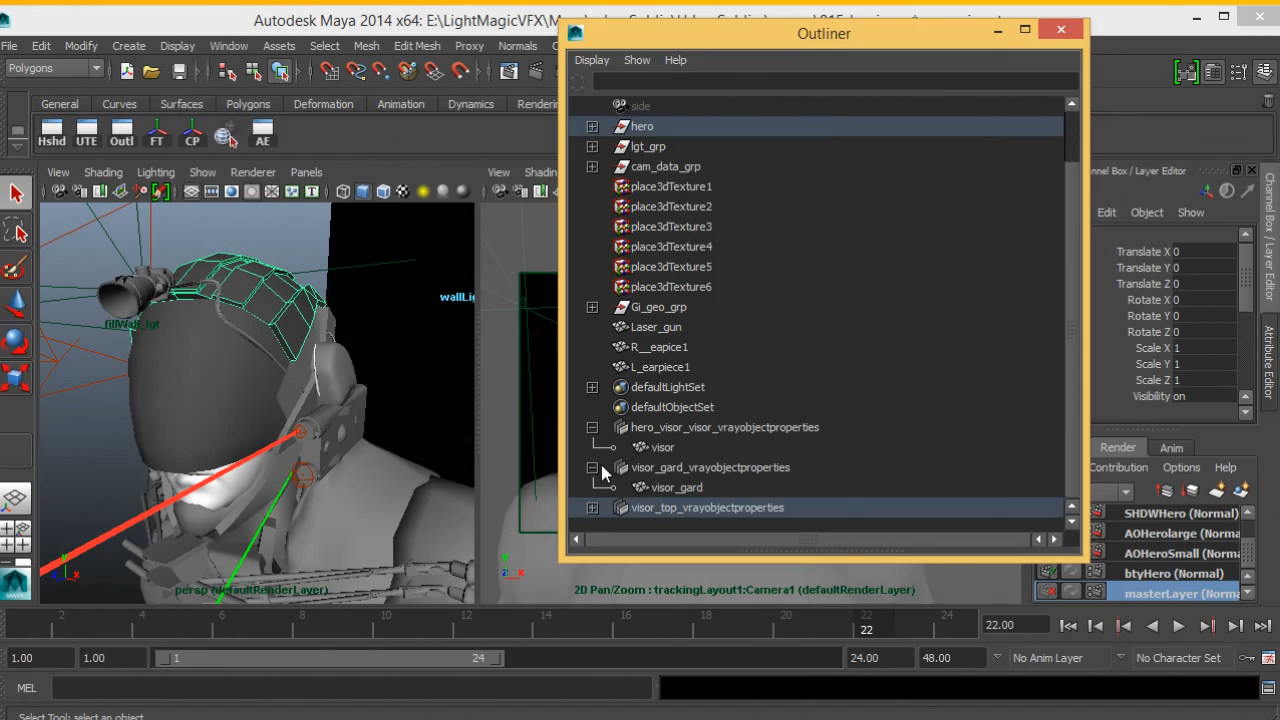 Autodesk Maya 2014 x64: E:\LightMagicVFX\M
Outliner
File Edit Modify Create Display Window Assets Select Mesh Edit Mesh Proxy Normals
Display Show Help
Polygons
side
General Curves Surfaces Polygons Deformation Animation Dynamics Renderin
hero
Hshd UTE Outl FT CP AE
lgt_grp
cam_data_grp
View Shading Lighting Show Renderer Panels
View Shadin
nnel Box / Layer Editor
place3dTexture1
place3dTexture2
Edit Object Show
place3dTexture3
place3dTexture4
Translate X 0
place3dTexture5
Translate Y 0
place3dTexture6
Translate Z 0
Gi_geo_grp
Rotate X 0
Laser_gun
Rotate Y 0
R__eapice1
Rotate Z 0
L_earpiece1
Scale X 1
defaultLightSet
Scale Y 1
defaultObjectSet
Scale Z 1
Visibility on
hero_visor_visor_vrayobjectproperties
visor
visor_gard_vrayobjectproperties
visor_gard
visor_top_vrayobjectproperties
Channel Box / Layer Editor
Attribute Editor
wallLi
fillWall_lgt
Render Anim
Contribution Options Help
SHDWHero (Normal)
AOHerolarge (Norma
AOHeroSmall (Norma
btyHero (Normal)
masterLayer (Norma
persp (defaultRenderLayer)
2D Pan/Zoom : trackingLayout1:Camera1 (defaultRenderLayer)
2 4 6 8 10 12 14 16 18 20 22 24
22
22.00
1.00 1.00 1 24 24.00 48.00 No Anim Layer No Character Set
MEL
Select Tool: select an object